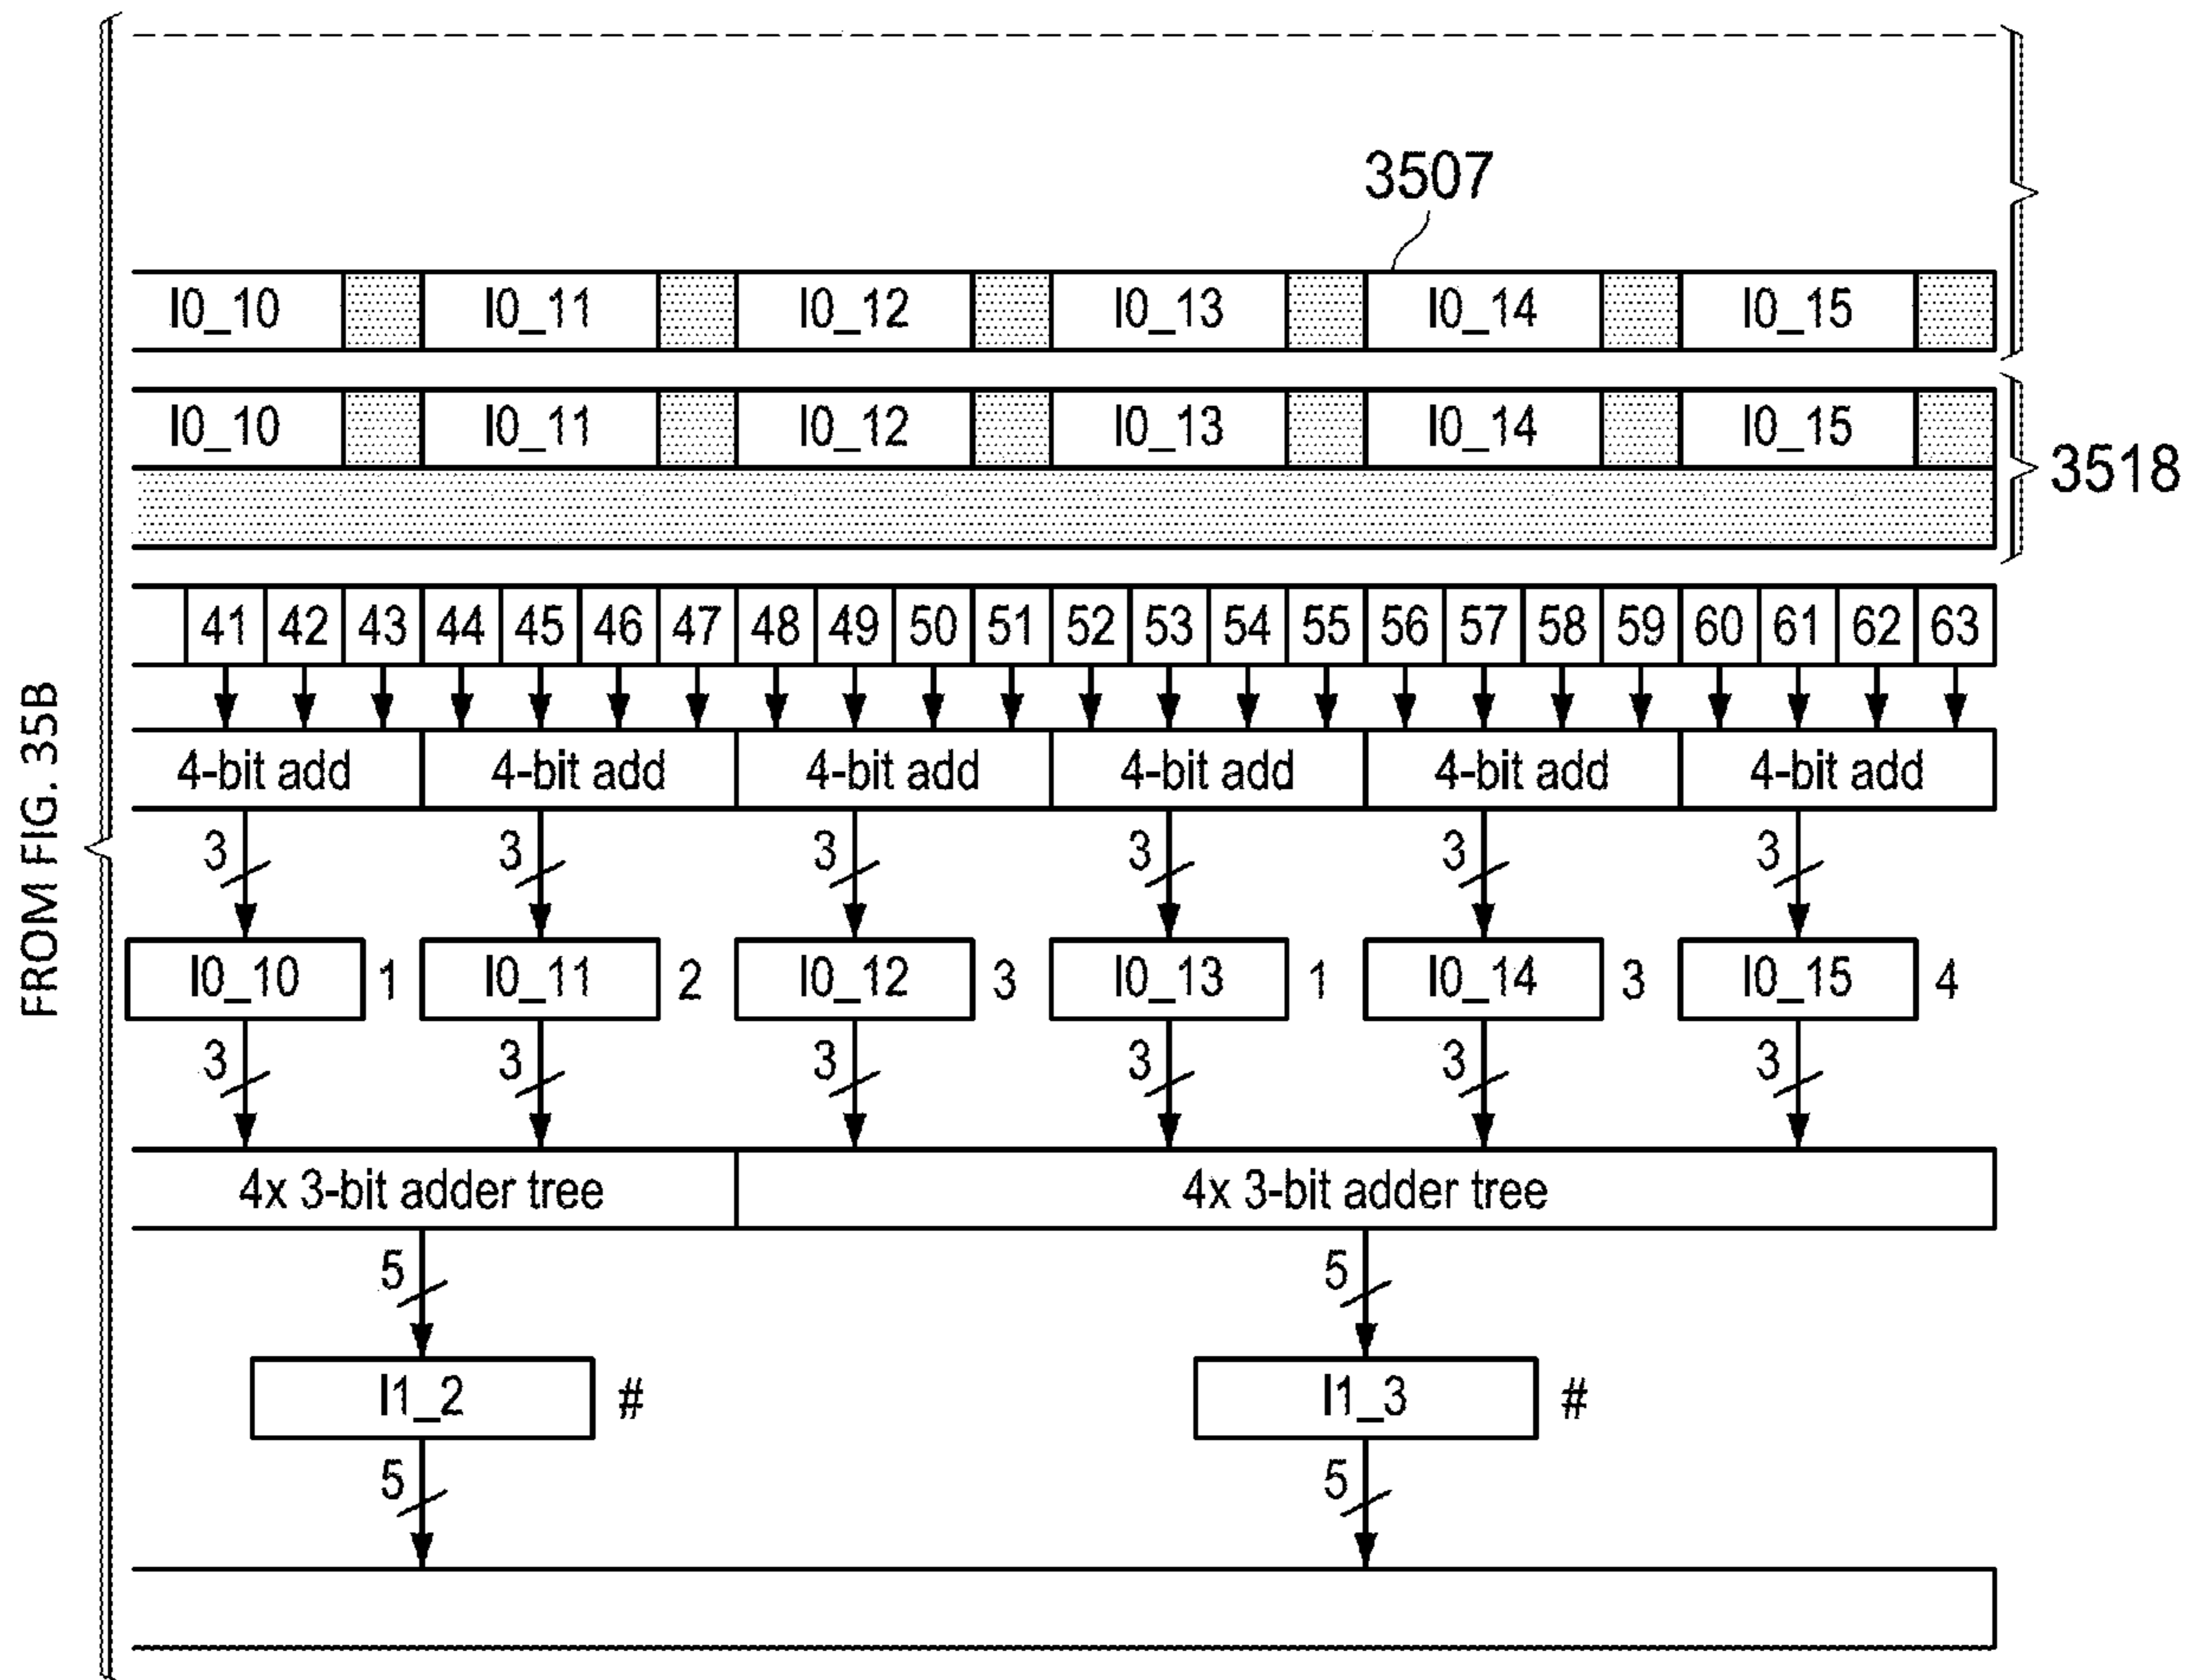 3507
I0_10 I0_11 I0_12 I0_13 I0_14 I0_15
I0_10 I0_11 I0_12 I0_13 I0_14 I0_15
3518
41 42 43 44 45 46 47 48 49 50 51 52 53 54 55 56 57 58 59 60 61 62 63
FROM FIG. 35B
4-bit add 4-bit add 4-bit add 4-bit add 4-bit add 4-bit add
3 3 3 3 3 3
I0_10 1 I0_11 2 I0_12 3 I0_13 1 I0_14 3 I0_15 4
3 3 3 3 3 3
4x 3-bit adder tree 4x 3-bit adder tree
5 5
I1_2 # I1_3 #
5 5